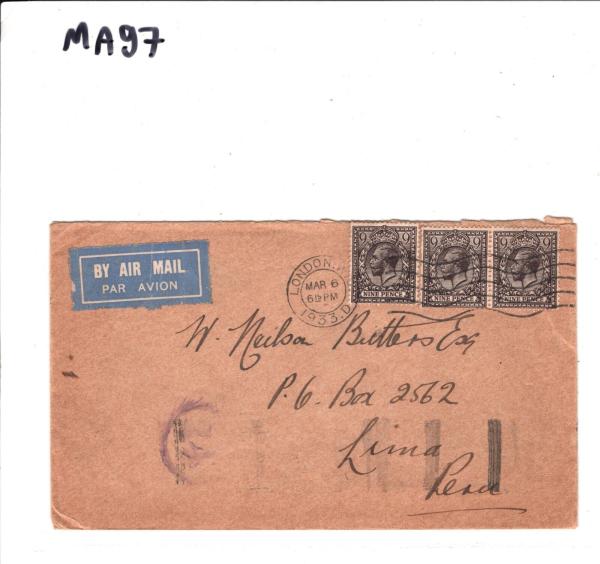 MA97
BY AIR MAIL
PAR AVION
LONDON.
MAR 6
6 PM
1933.D
NINE PENCE
NINE PENCE
NINE PENCE
W. Neilson Butters Esq
P.O. Box 2562
Lima
Peru